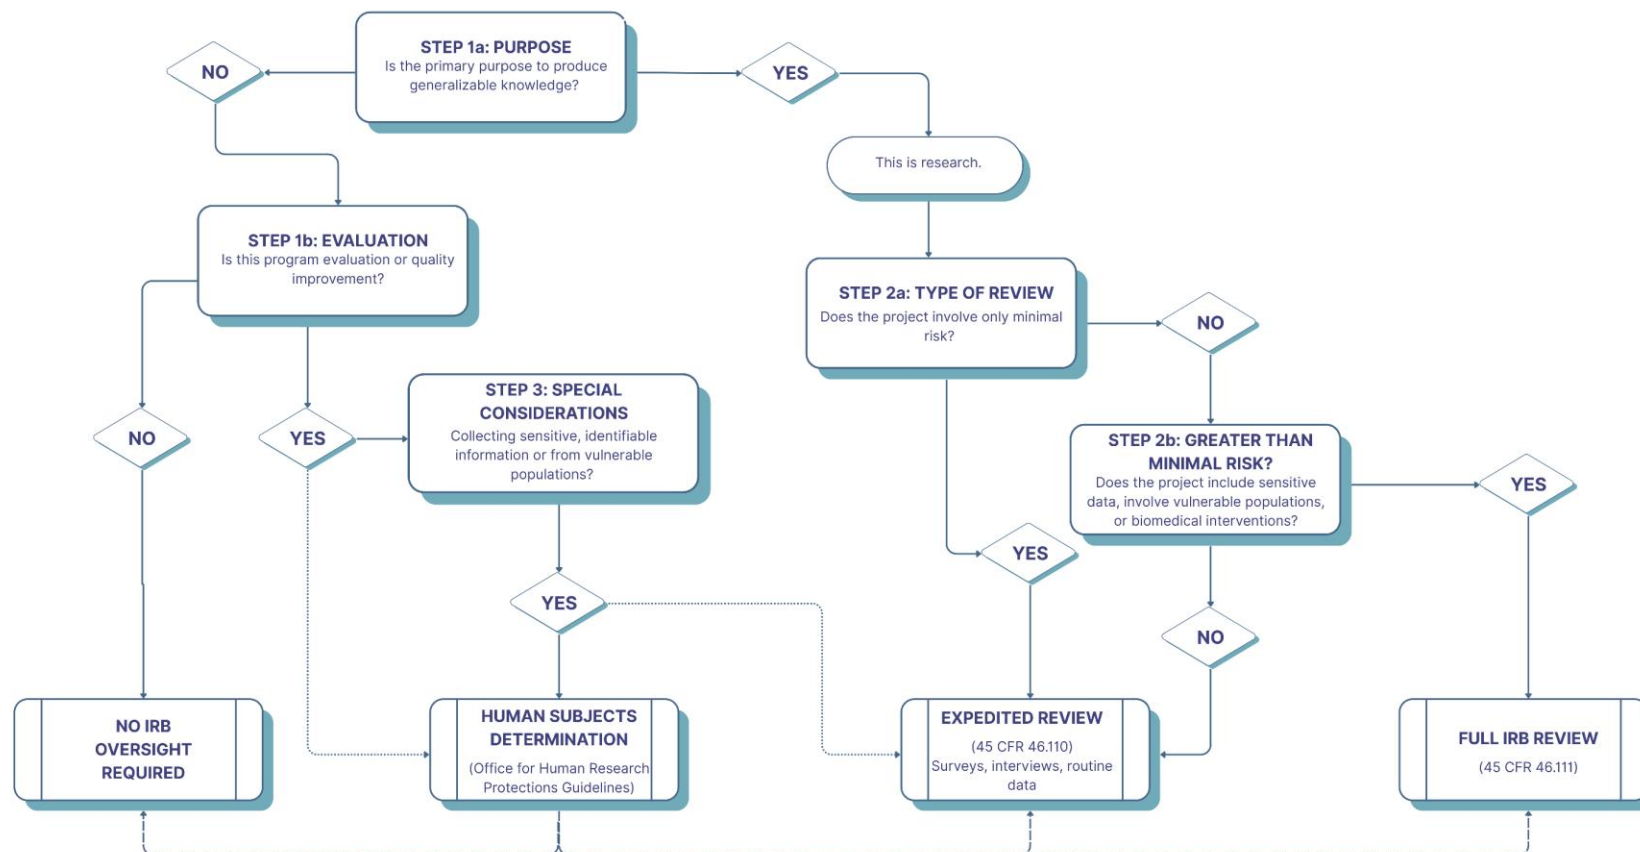 STEP 1a: PURPOSE
Is the primary purpose to produce
generalizable knowledge?
NO
YES
This is research.
STEP 1b: EVALUATION
Is this program evaluation or quality
improvement?
STEP 2a: TYPE OF REVIEW
Does the project involve only minimal
risk?
NO
STEP 3: SPECIAL
CONSIDERATIONS
Collecting sensitive, identifiable
information or from vulnerable
populations?
NO
YES
STEP 2b: GREATER THAN
MINIMAL RISK?
Does the project include sensitive
data, involve vulnerable populations,
or biomedical interventions?
YES
YES
YES
NO
NO IRB
OVERSIGHT
REQUIRED
HUMAN SUBJECTS
DETERMINATION
(Office for Human Research
Protections Guidelines)
EXPEDITED REVIEW
(45 CFR 46.110)
Surveys, interviews, routine
data
FULL IRB REVIEW
(45 CFR 46.111)